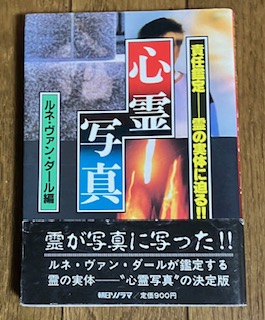 責任鑑定――霊の実体に迫る!!
心霊
写真
ルネ・ヴァン・ダール編
霊が写真に写った!!
ルネ・ヴァン・ダールが鑑定する
霊の実体――“心霊写真”の決定版
朝日ソノラマ/定価900円